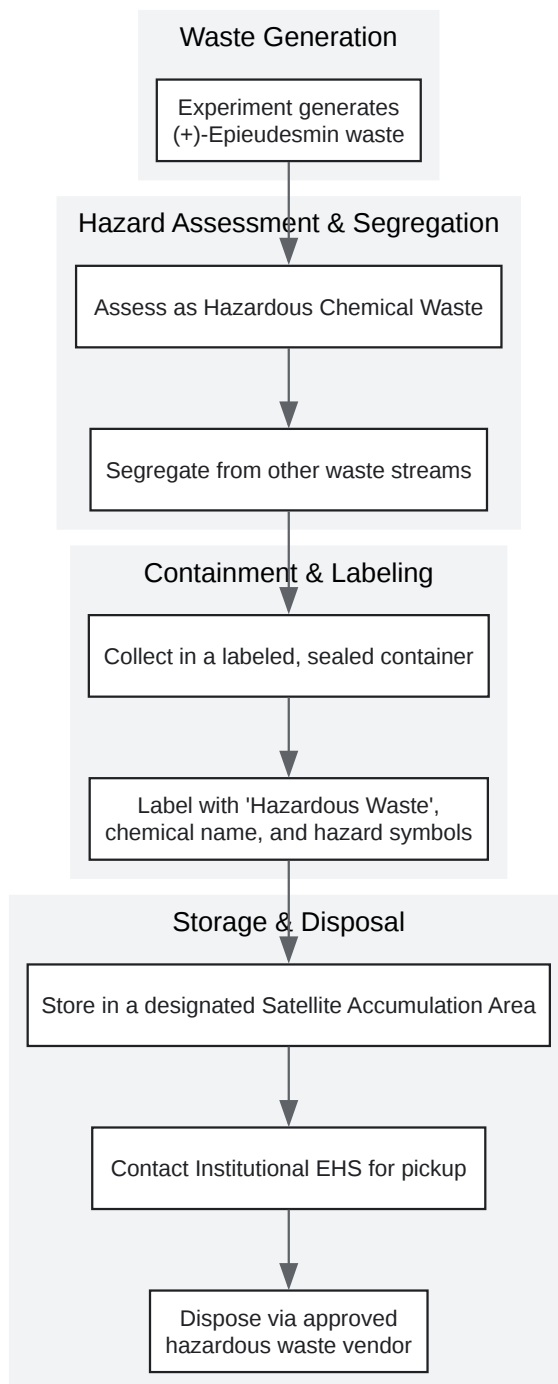 Waste Generation
Experiment generates
(+)-Epieudesmin waste
Hazard Assessment & Segregation
Assess as Hazardous Chemical Waste
Segregate from other waste streams
Containment & Labeling
Collect in a labeled, sealed container
Label with 'Hazardous Waste',
chemical name, and hazard symbols
Storage & Disposal
Store in a designated Satellite Accumulation Area
Contact Institutional EHS for pickup
Dispose via approved
hazardous waste vendor